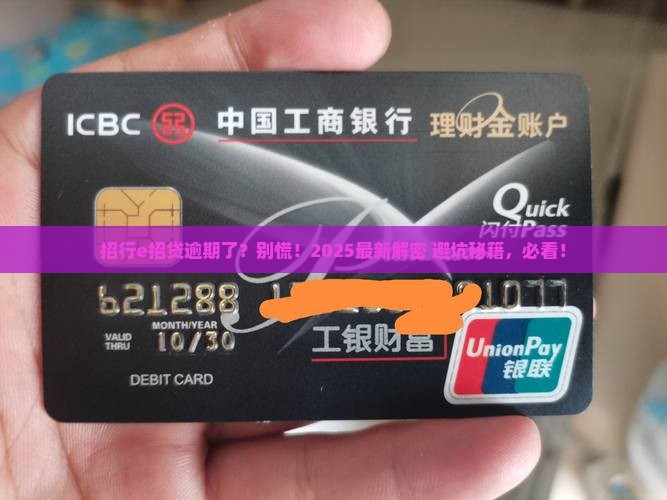 ICBC 中国工商银行 理财金账户
Quick
闪付Pass
招行e招贷逾期了？别慌！2025最新解密避坑秘籍，必看！
621288 1077
MONTH/YEAR
VALID THRU 10/30
工银财富
DEBIT CARD
UnionPay
银联